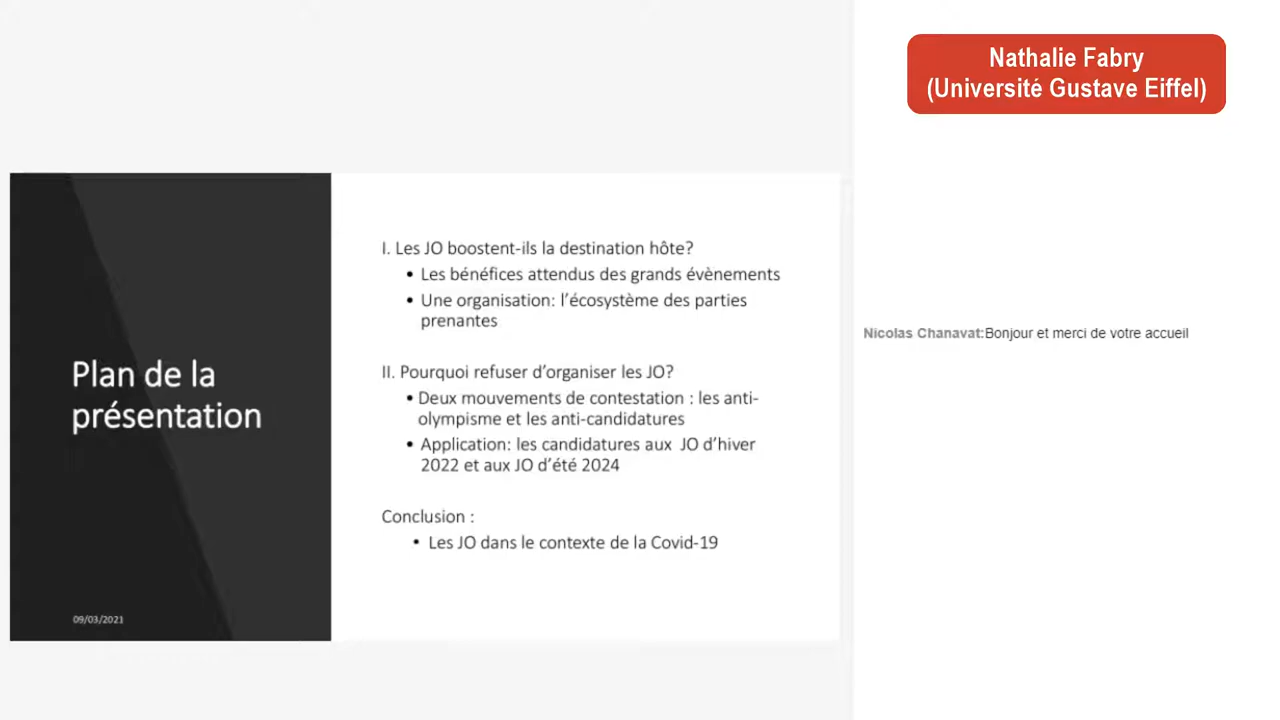 Nathalie Fabry
(Université Gustave Eiffel)
Plan de la
présentation
09/03/2021
I. Les JO boostent-ils la destination hôte?
• Les bénéfices attendus des grands évènements
• Une organisation: l'écosystème des parties
prenantes
II. Pourquoi refuser d'organiser les JO?
• Deux mouvements de contestation : les anti-
olympisme et les anti-candidatures
• Application: les candidatures aux JO d'hiver
2022 et aux JO d'été 2024
Conclusion :
• Les JO dans le contexte de la Covid-19
Nicolas Chanavat:Bonjour et merci de votre accueil